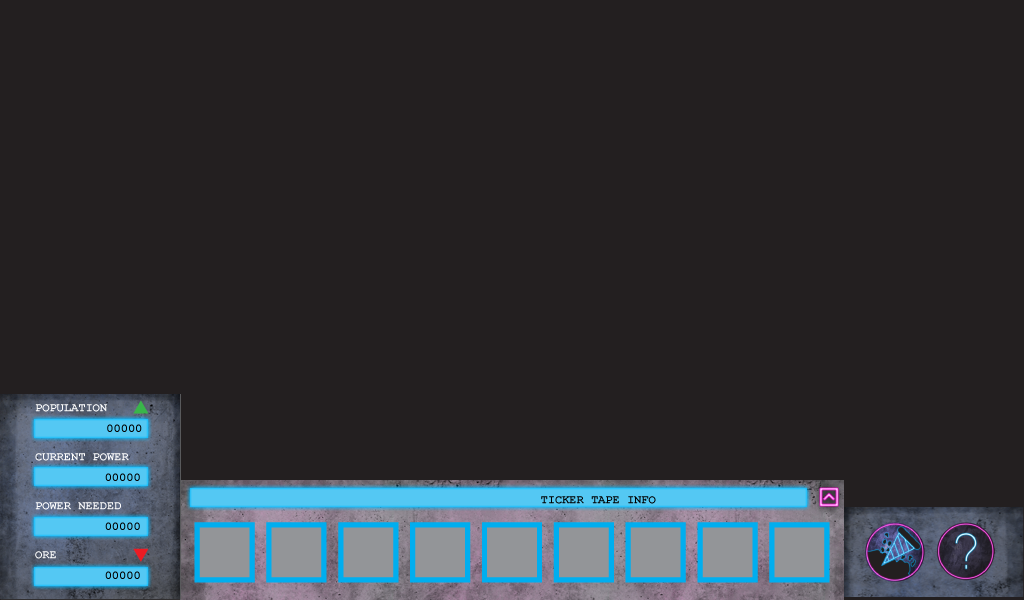 POPULATION
00000
CURRENT POWER
00000
POWER NEEDED
00000
ORE
00000
TICKER TAPE INFO
?